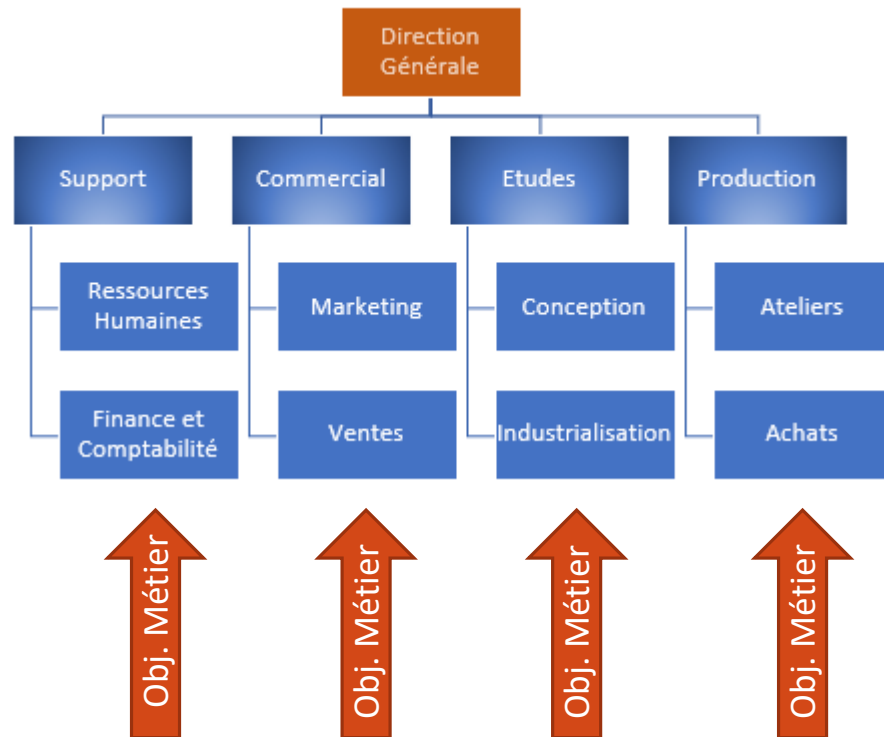 Direction
Générale
Support
Commercial
Etudes
Production
Ressources
Humaines
Marketing
Conception
Ateliers
Finance et
Comptabilité
Ventes
Industrialisation
Achats
Obj. Métier
Obj. Métier
Obj. Métier
Obj. Métier